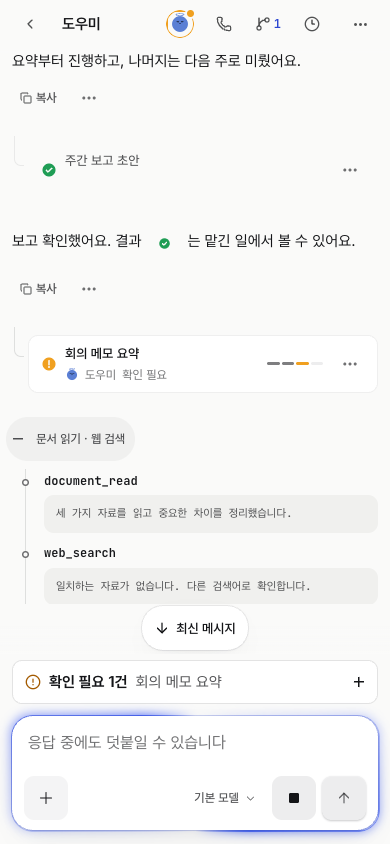 도우미
1
요약부터 진행하고, 나머지는 다음 주로 미뤘어요.
복사
주간 보고 초안
보고 확인했어요. 결과 는 맡긴 일에서 볼 수 있어요.
복사
회의 메모 요약
도우미 확인 필요
문서 읽기 · 웹 검색
document_read
세 가지 자료를 읽고 중요한 차이를 정리했습니다.
web_search
일치하는 자료가 없습니다. 다른 검색어로 확인합니다.
최신 메시지
확인 필요 1건 회의 메모 요약
응답 중에도 덧붙일 수 있습니다
기본 모델